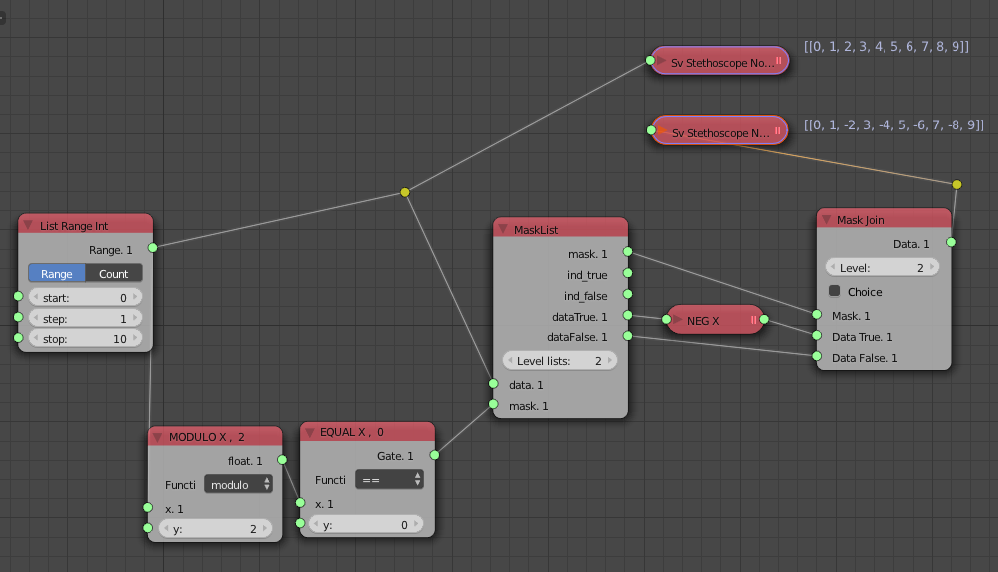 Sv Stethoscope No...
[[0, 1, 2, 3, 4, 5, 6, 7, 8, 9]]
Sv Stethoscope N...
[[0, 1, -2, 3, -4, 5, -6, 7, -8, 9]]
List Range Int
Range. 1
Range Count
start: 0
step: 1
stop: 10
MODULO X , 2
float. 1
Functi modulo
x. 1
y: 2
EQUAL X , 0
Gate. 1
Functi ==
x. 1
y: 0
MaskList
mask. 1
ind_true
ind_false
dataTrue. 1
dataFalse. 1
Level lists: 2
data. 1
mask. 1
NEG X
Mask Join
Data. 1
Level: 2
Choice
Mask. 1
Data True. 1
Data False. 1